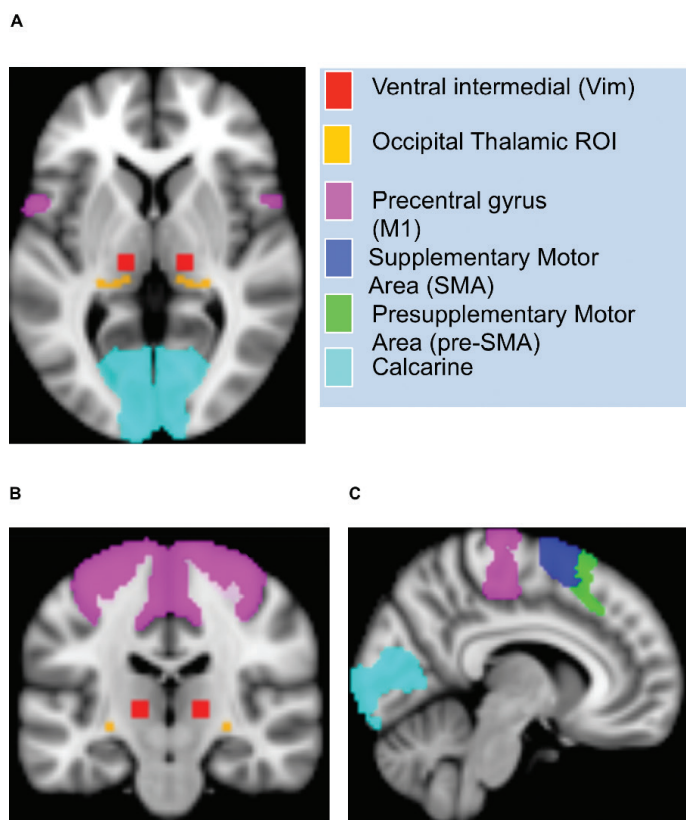 A
Ventral intermedial (Vim)
Occipital Thalamic ROI
Precentral gyrus
(M1)
Supplementary Motor
Area (SMA)
Presupplementary Motor
Area (pre-SMA)
Calcarine
B
C